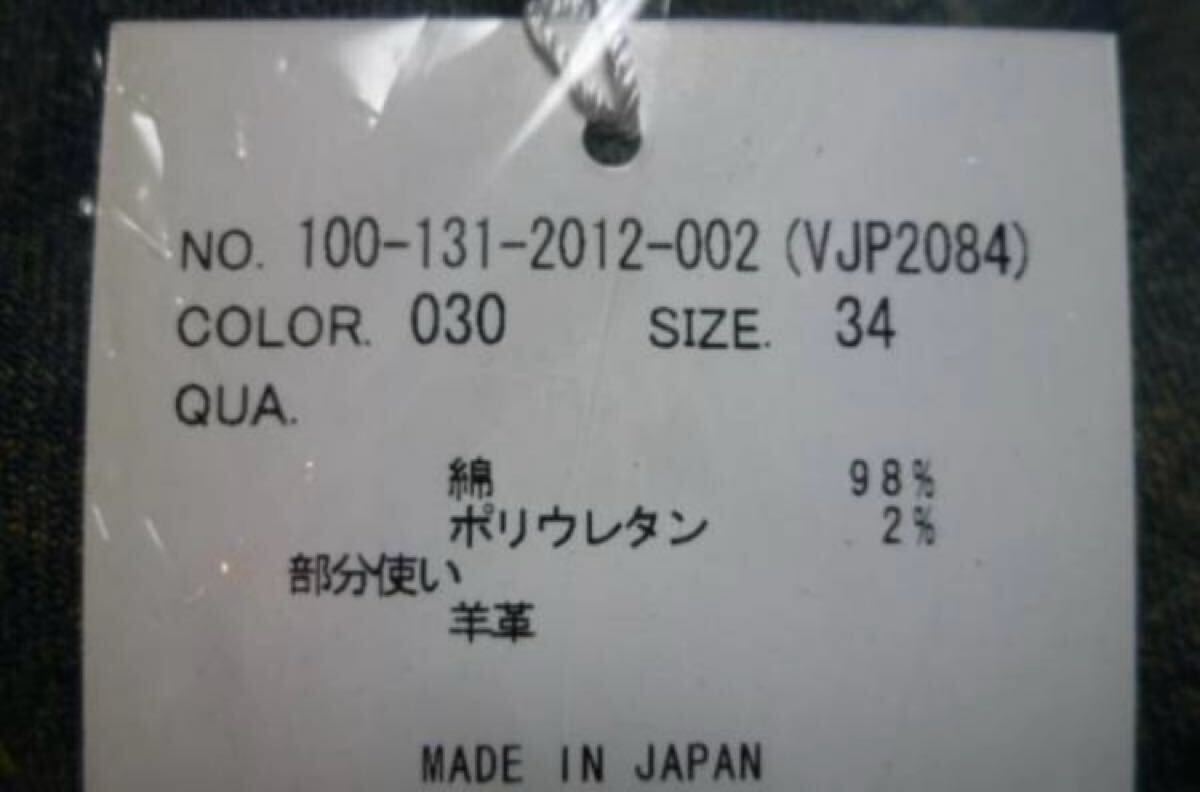 NO. 100-131-2012-002 (VJP2084)
COLOR. 030 SIZE. 34
QUA.
綿 98%
ポリウレタン 2%
部分使い
羊革
MADE IN JAPAN